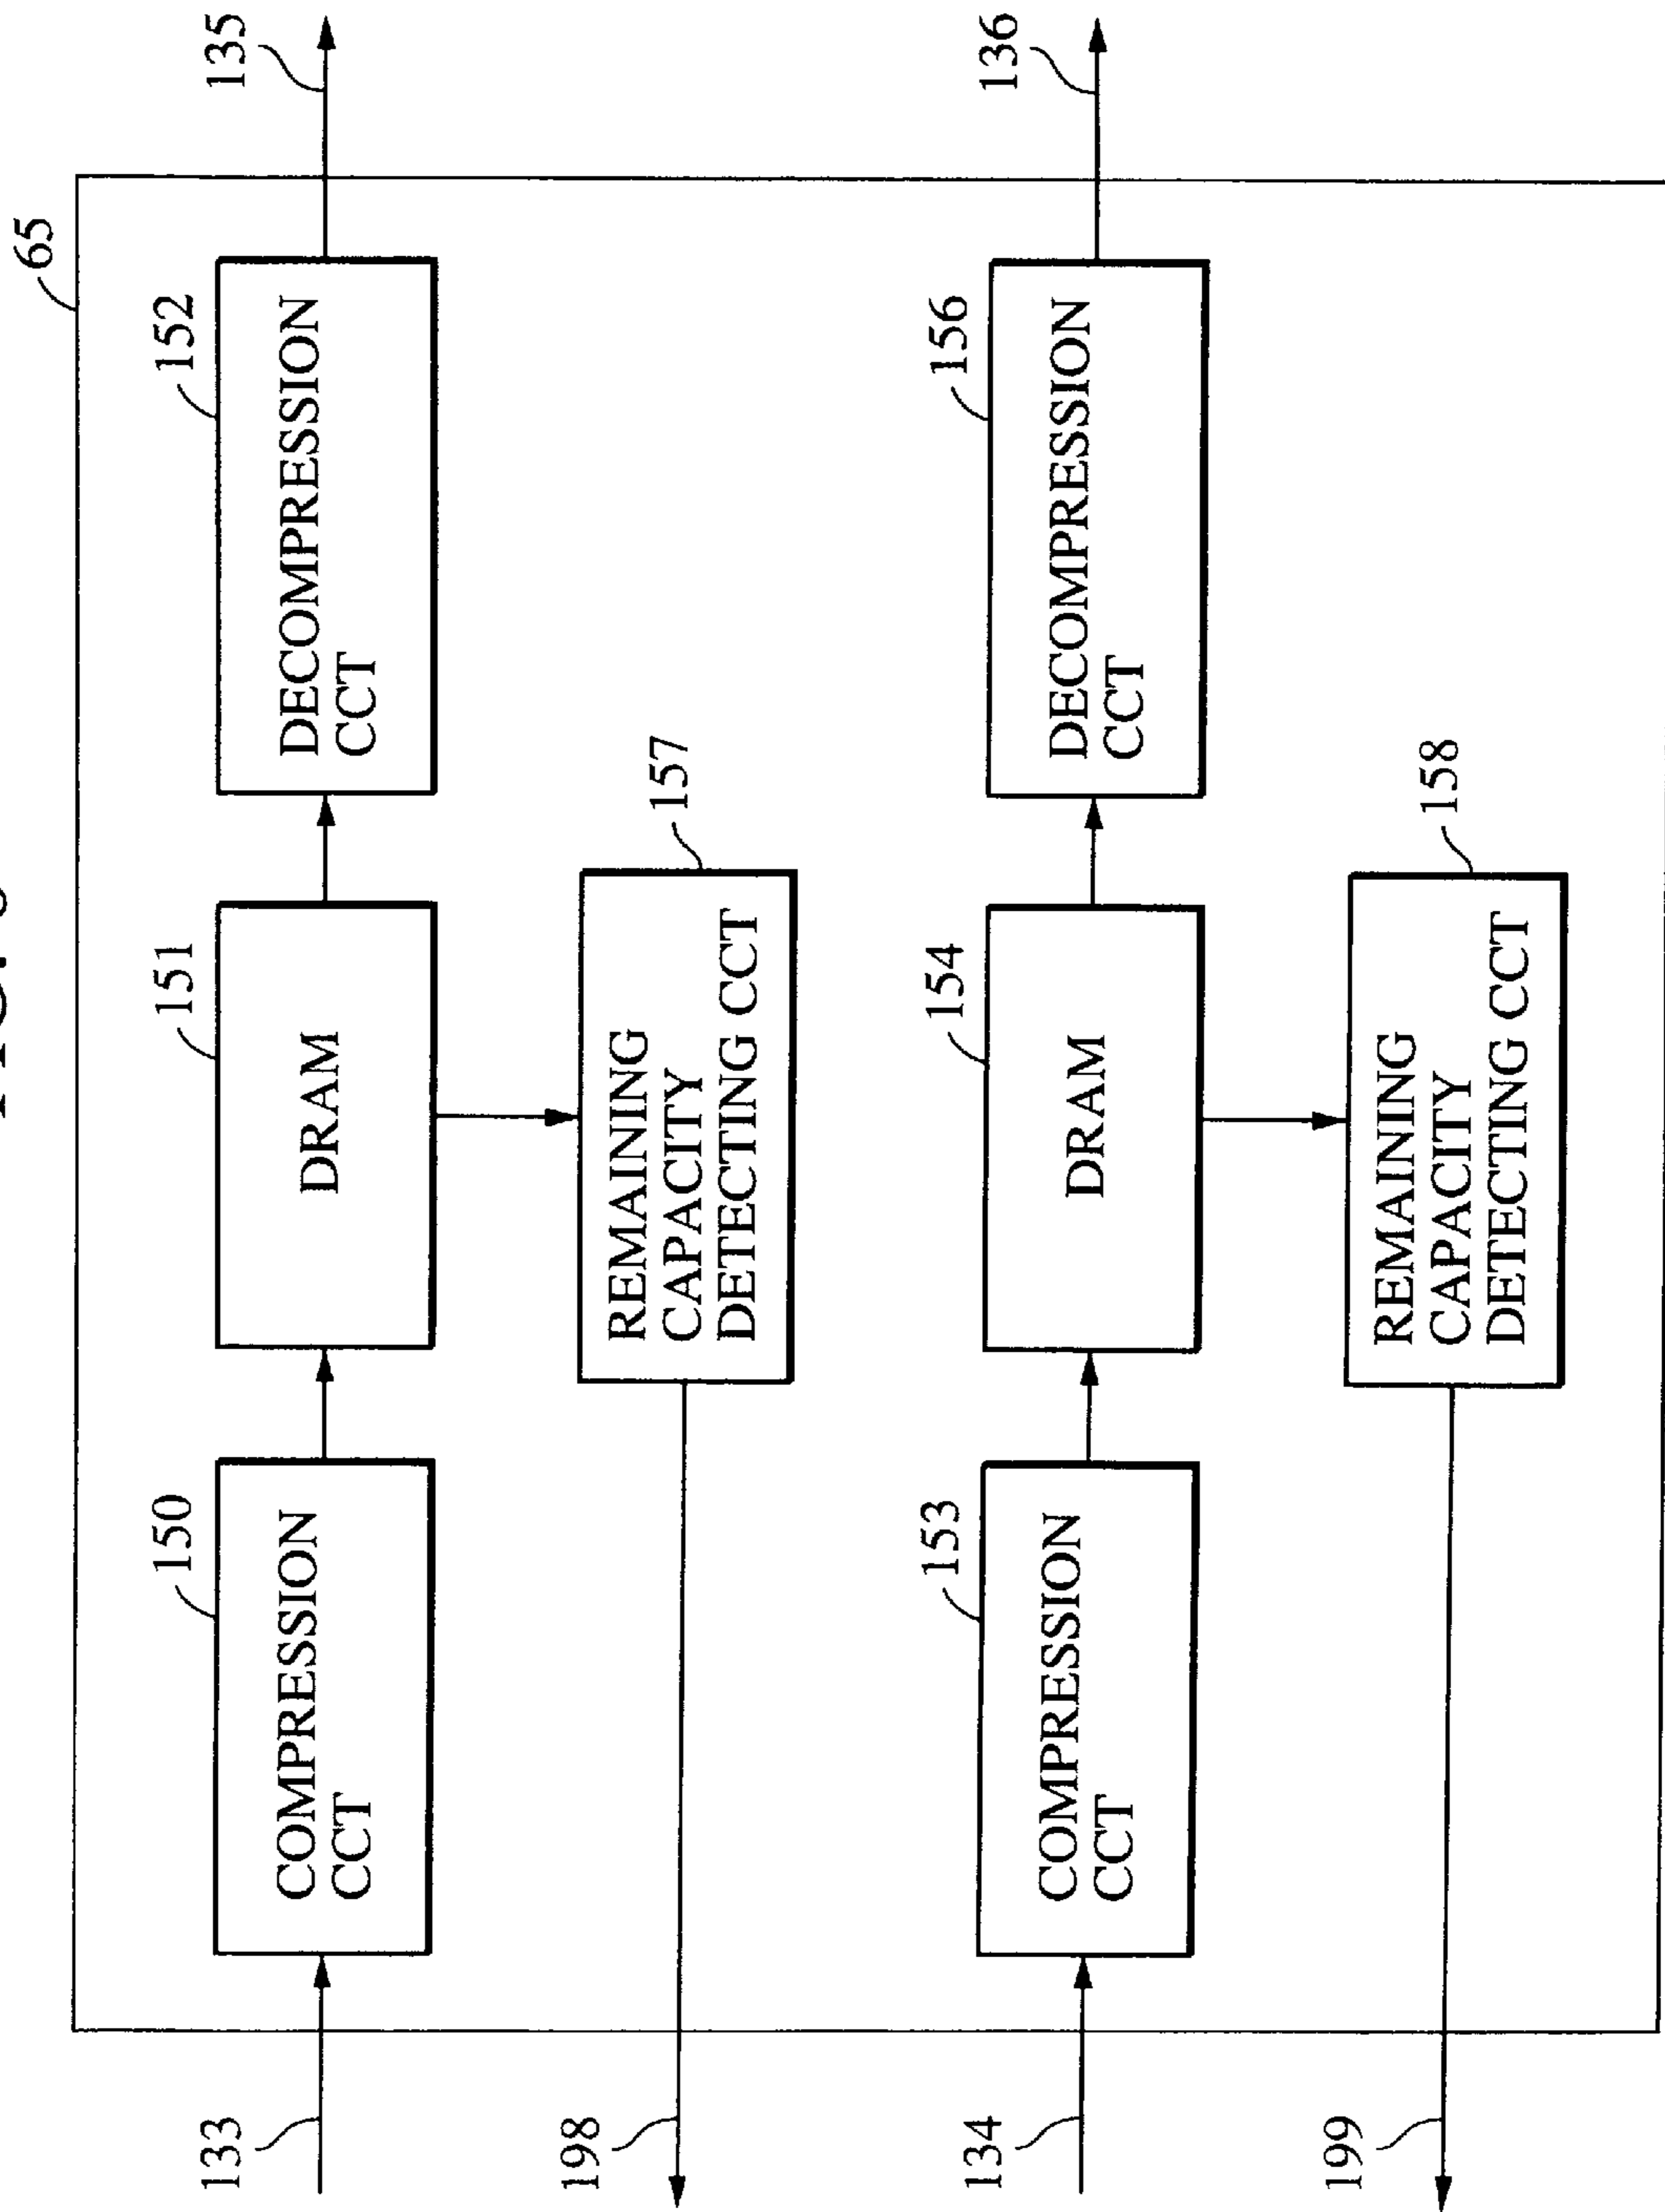 65
133
150
COMPRESSION
CCT
151
DRAM
152
DECOMPRESSION
CCT
135
198
REMAINING
CAPACITY
DETECTING CCT
157
134
153
COMPRESSION
CCT
154
DRAM
156
DECOMPRESSION
CCT
136
199
REMAINING
CAPACITY
DETECTING CCT
158